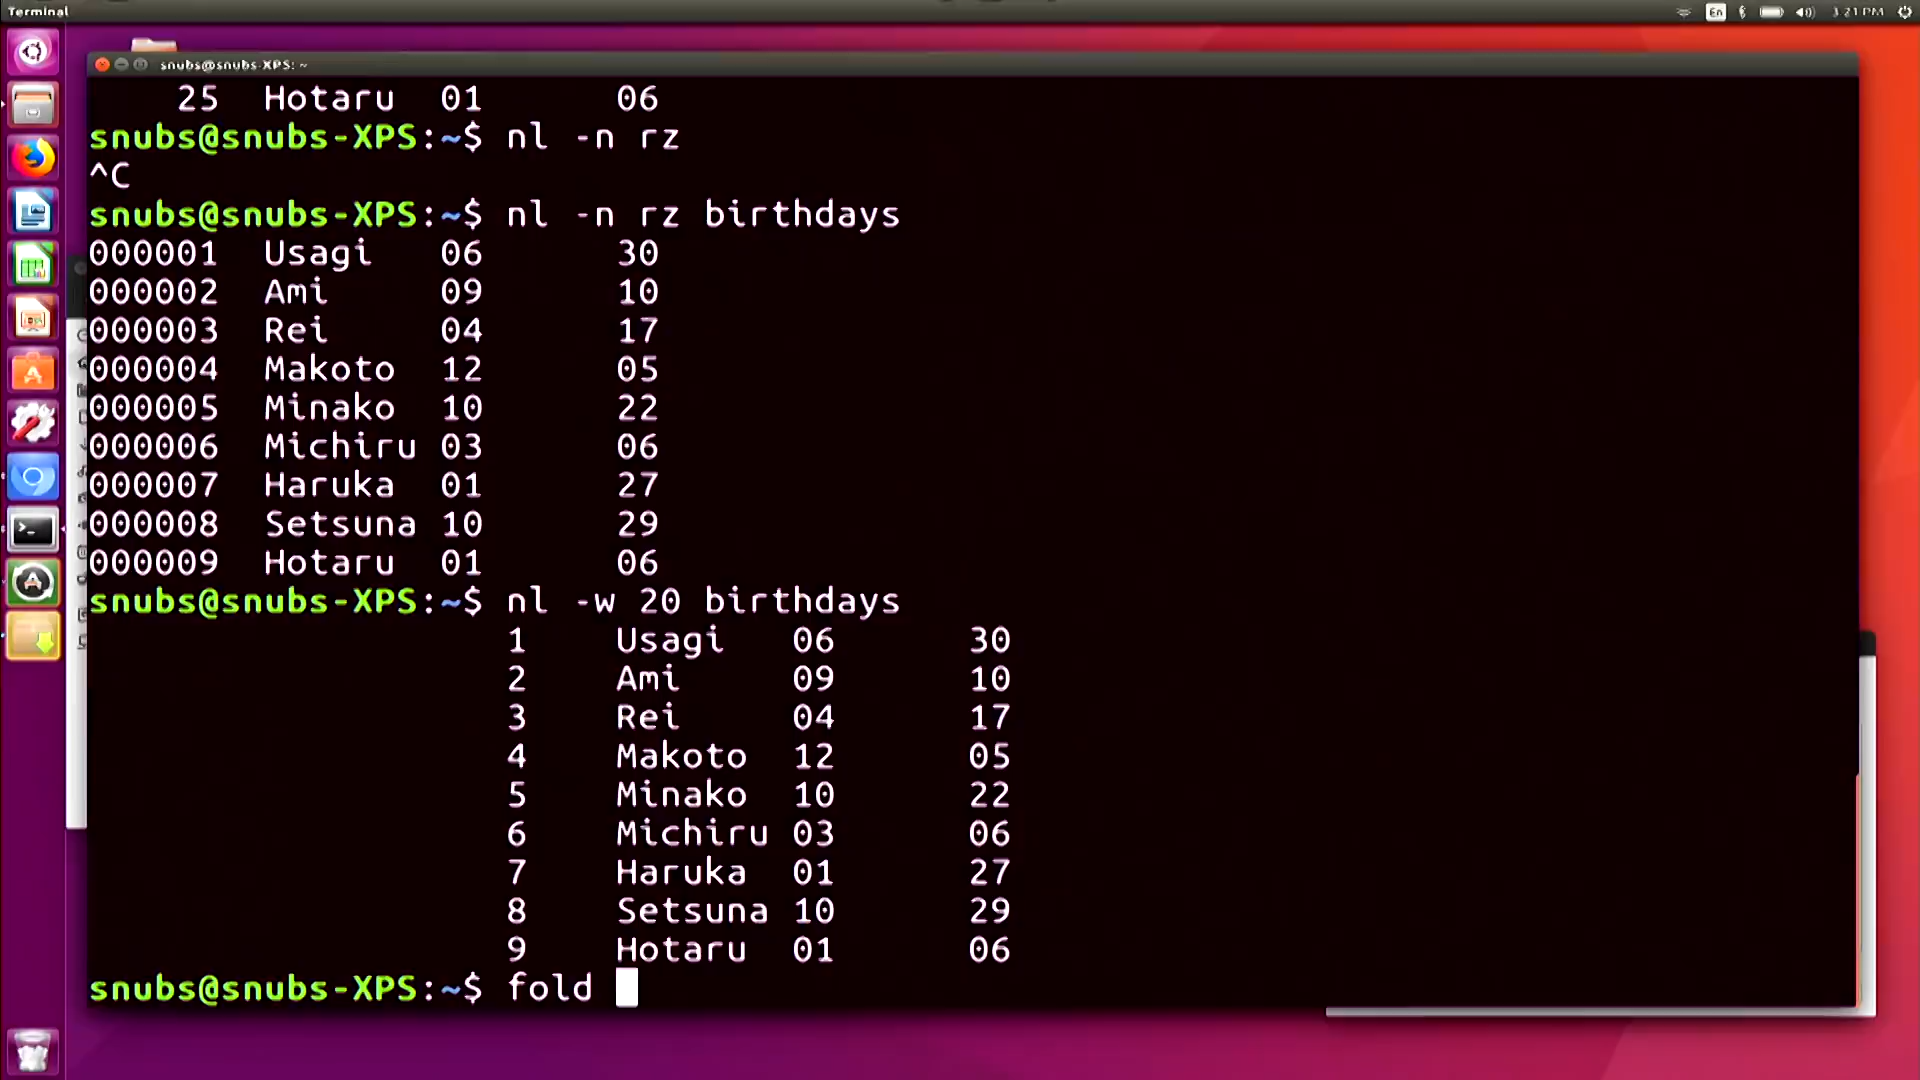 Terminal
En
3:21 PM
snubs@snubs-XPS: ~
25 Hotaru 01 06
snubs@snubs-XPS:~$ nl -n rz
^C
snubs@snubs-XPS:~$ nl -n rz birthdays
000001 Usagi 06 30
000002 Ami 09 10
000003 Rei 04 17
000004 Makoto 12 05
000005 Minako 10 22
000006 Michiru 03 06
000007 Haruka 01 27
000008 Setsuna 10 29
000009 Hotaru 01 06
snubs@snubs-XPS:~$ nl -w 20 birthdays
1 Usagi 06 30
2 Ami 09 10
3 Rei 04 17
4 Makoto 12 05
5 Minako 10 22
6 Michiru 03 06
7 Haruka 01 27
8 Setsuna 10 29
9 Hotaru 01 06
snubs@snubs-XPS:~$ fold